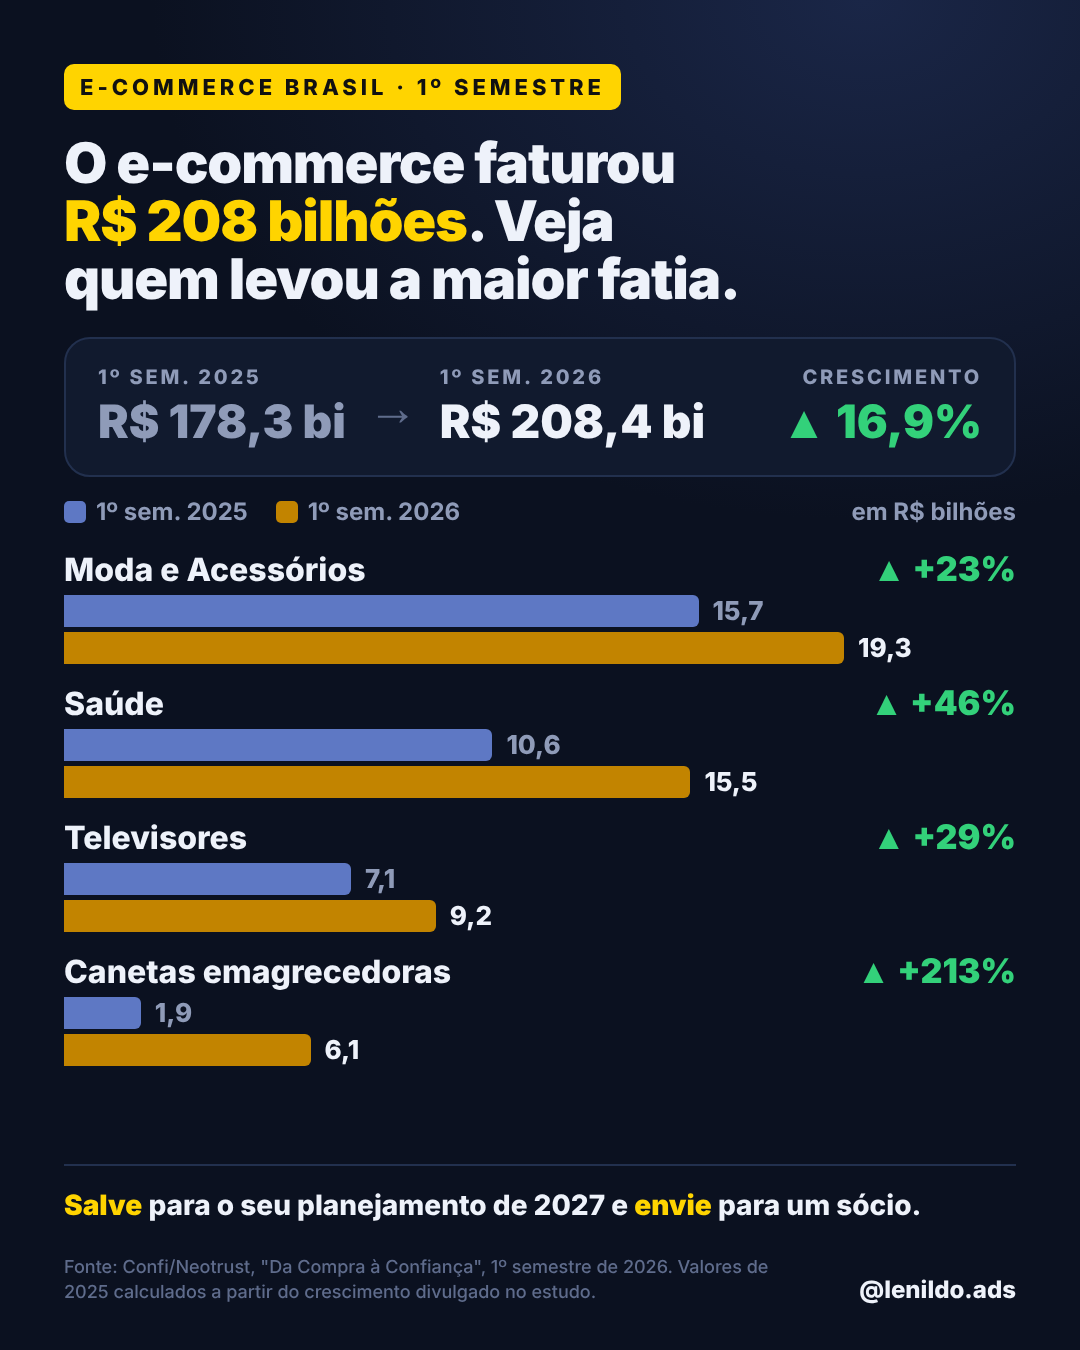 E-COMMERCE BRASIL · 1º SEMESTRE
O e-commerce faturou
R$ 208 bilhões. Veja
quem levou a maior fatia.
1º SEM. 2025
R$ 178,3 bi
→
1º SEM. 2026
R$ 208,4 bi
CRESCIMENTO
▲ 16,9%
1º sem. 2025
1º sem. 2026
em R$ bilhões
Moda e Acessórios
▲ +23%
15,7
19,3
Saúde
▲ +46%
10,6
15,5
Televisores
▲ +29%
7,1
9,2
Canetas emagrecedoras
▲ +213%
1,9
6,1
Salve para o seu planejamento de 2027 e envie para um sócio.
Fonte: Confi/Neotrust, "Da Compra à Confiança", 1º semestre de 2026. Valores de
2025 calculados a partir do crescimento divulgado no estudo.
@lenildo.ads